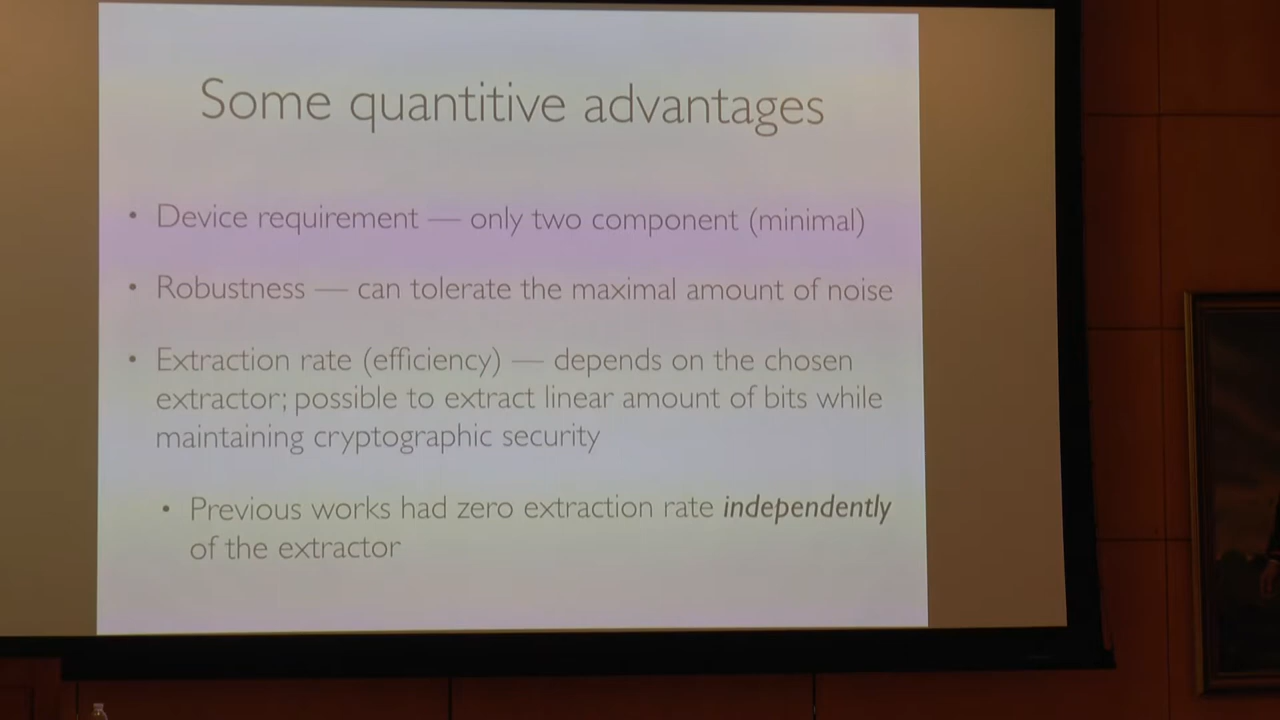 Some quantitive advantages
• Device requirement — only two component (minimal)
• Robustness — can tolerate the maximal amount of noise
• Extraction rate (efficiency) — depends on the chosen
extractor; possible to extract linear amount of bits while
maintaining cryptographic security
• Previous works had zero extraction rate independently
of the extractor